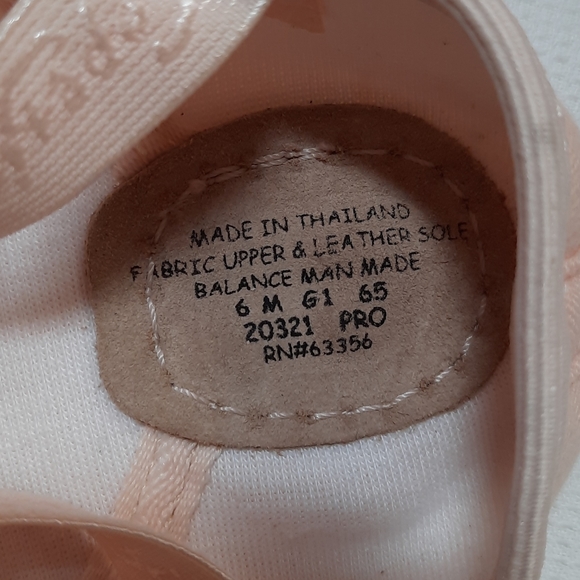 MADE IN THAILAND
FABRIC UPPER & LEATHER SOLE
BALANCE MAN MADE
6 M G1 65
20321 PRO
RN#63356